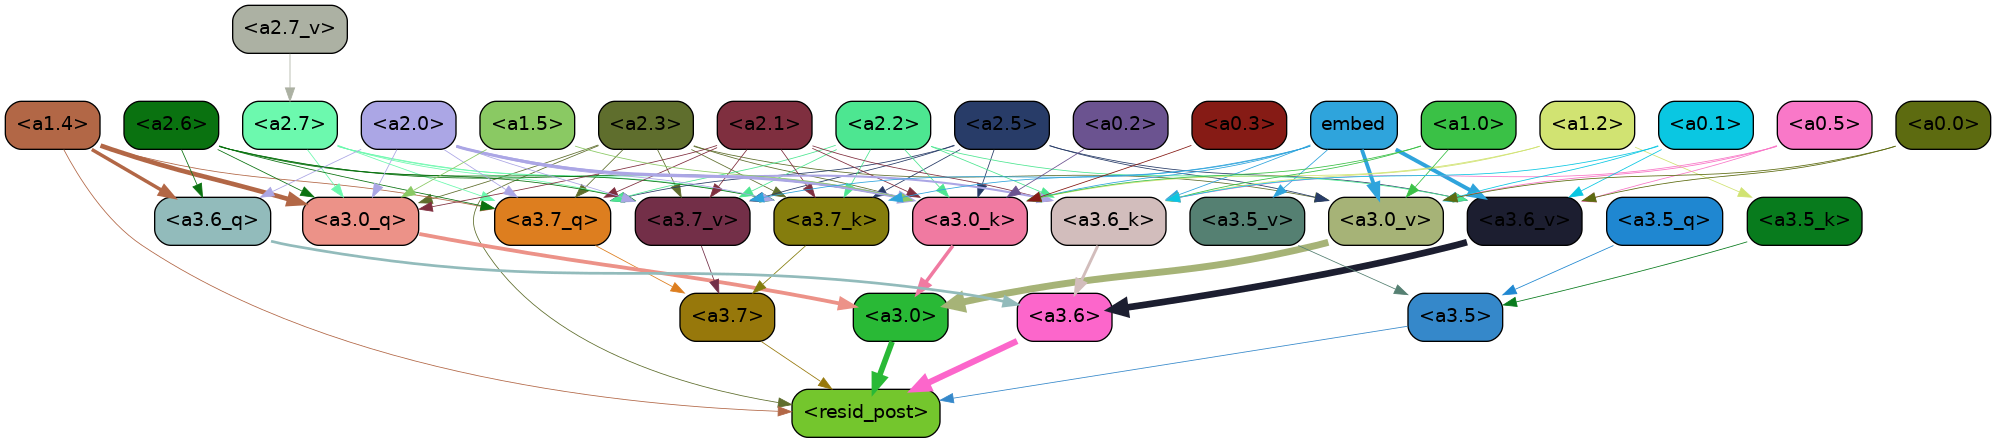 <a2.7_v>
<a1.4> <a2.6> <a2.7> <a2.0> <a1.5> <a2.3> <a2.1> <a2.2> <a2.5> <a0.2> <a0.3> embed <a1.0> <a1.2> <a0.1> <a0.5> <a0.0>
<a3.6_q> <a3.0_q> <a3.7_q> <a3.7_v> <a3.7_k> <a3.0_k> <a3.6_k> <a3.5_v> <a3.0_v> <a3.6_v> <a3.5_q> <a3.5_k>
<a3.7> <a3.0> <a3.6> <a3.5>
<resid_post>